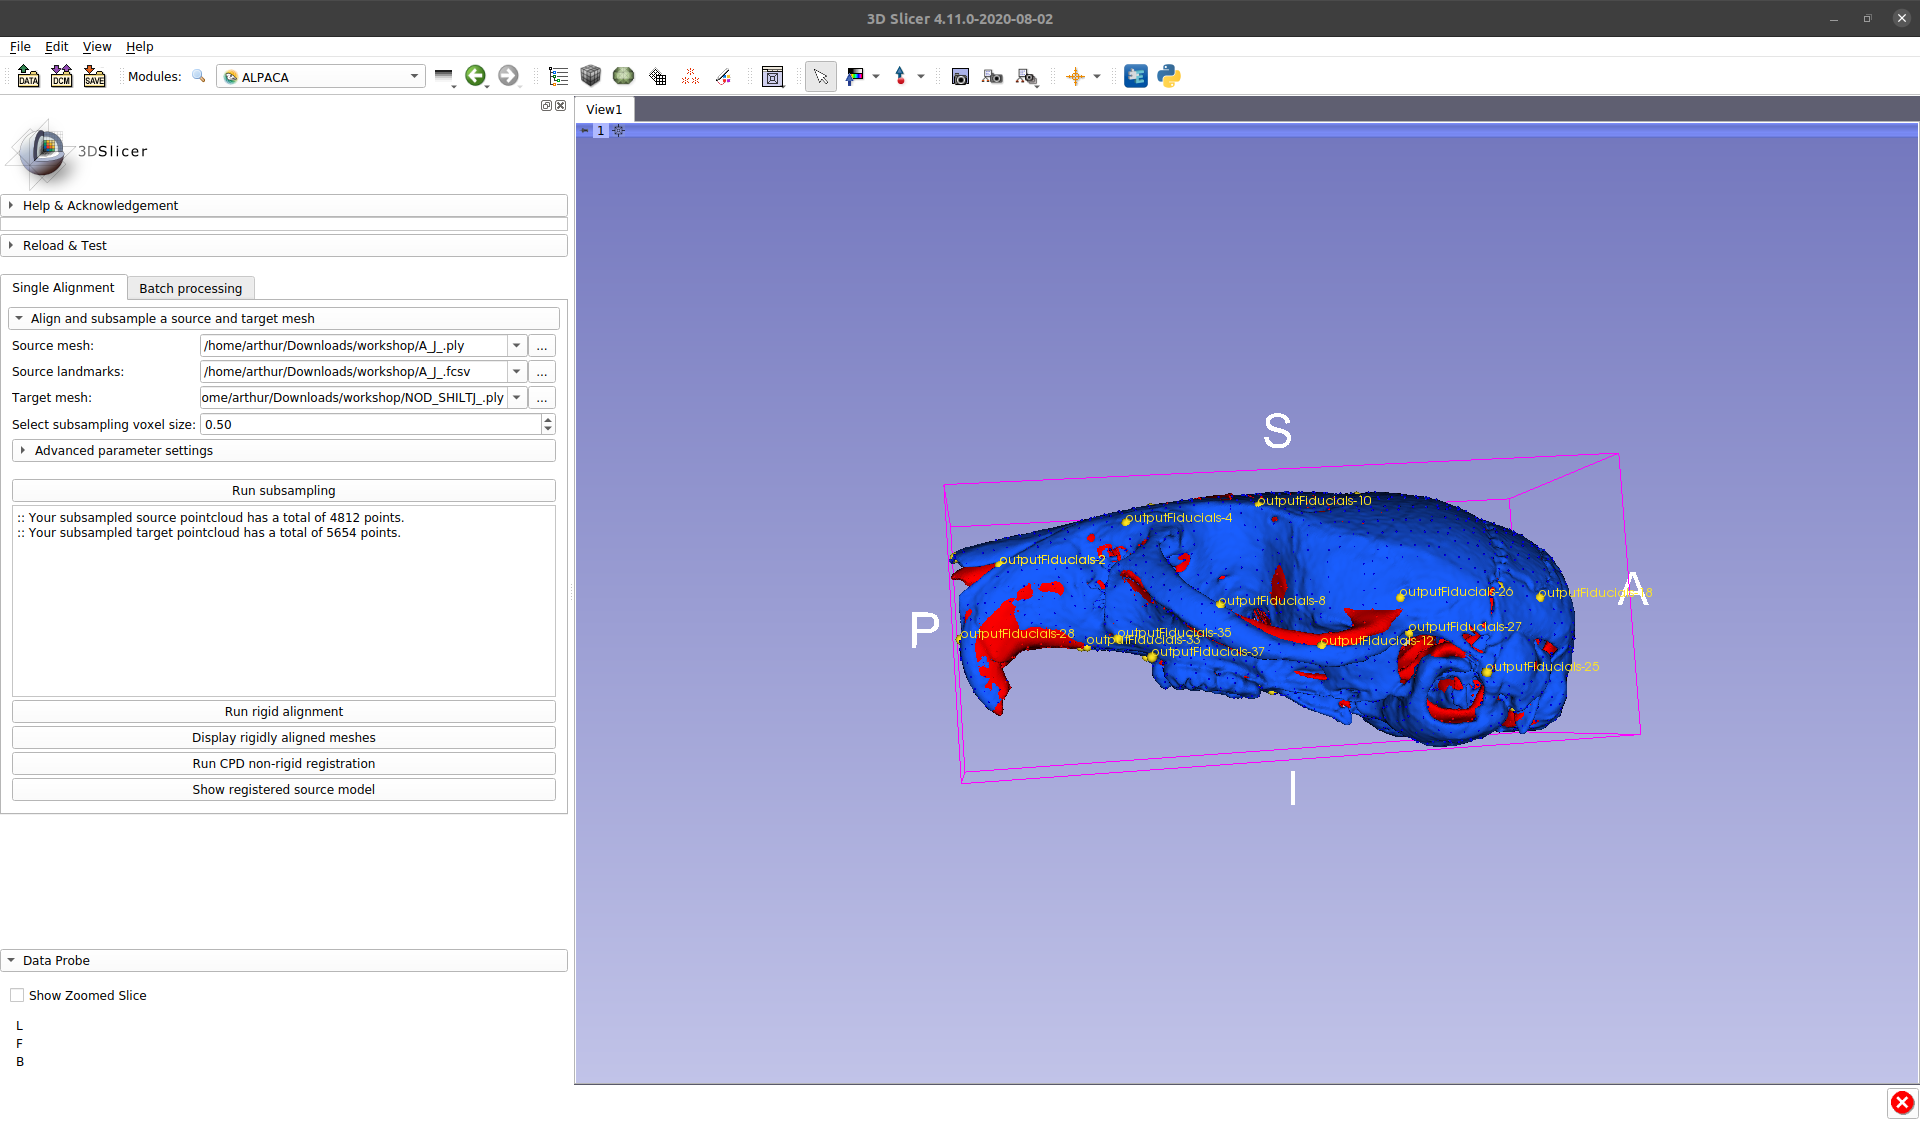 3D Slicer 4.11.0-2020-08-02
File Edit View Help
DATA DCM SAVE Modules: ALPACA
View1
1
3DSlicer
Help & Acknowledgement
Reload & Test
Single Alignment Batch processing
Align and subsample a source and target mesh
Source mesh: /home/arthur/Downloads/workshop/A_J_.ply ...
Source landmarks: /home/arthur/Downloads/workshop/A_J_.fcsv ...
Target mesh: ome/arthur/Downloads/workshop/NOD_SHILTJ_.ply ...
Select subsampling voxel size: 0.50
Advanced parameter settings
Run subsampling
:: Your subsampled source pointcloud has a total of 4812 points.
:: Your subsampled target pointcloud has a total of 5654 points.
Run rigid alignment
Display rigidly aligned meshes
Run CPD non-rigid registration
Show registered source model
Data Probe
Show Zoomed Slice
L
F
B
S
outputFiducials-10
outputFiducials-4
outputFiducials-2
outputFiducials-26
A
outputFiducials-8
outputFiducials-27
P
outputFiducials-28
outputFiducials-35
outputFiducials-33
outputFiducials-12
outputFiducials-37
outputFiducials-25
I